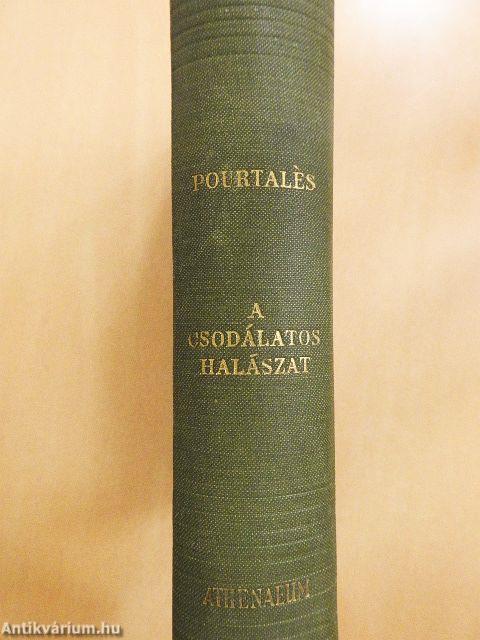 POURTALÈS
A
CSODÁLATOS
HALÁSZAT
ATHENAEUM
Antikvárium.hu